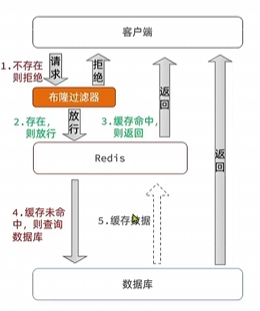 客户端
1.不存在
则拒绝
请求
拒绝
布隆过滤器
2.存在，
则放行
放行
3.缓存命中，
则返回
返回
返回
Redis
4.缓存未命
中，则查询
数据库
5.缓存数据
数据库